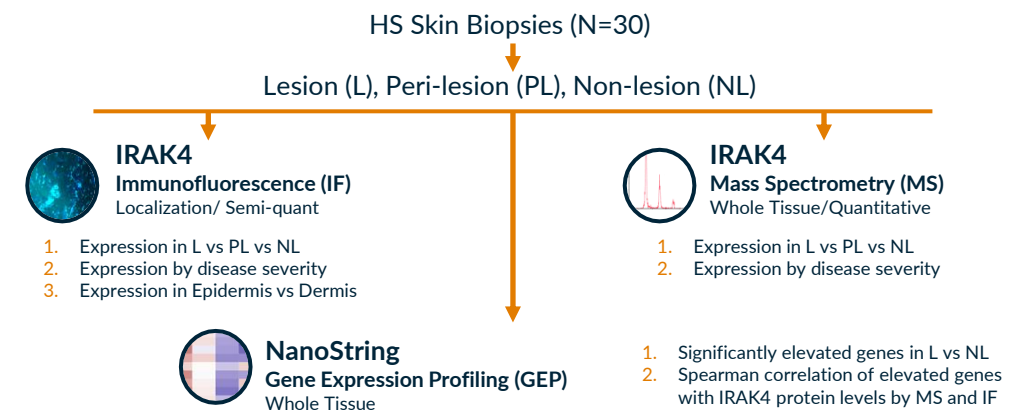 HS Skin Biopsies (N=30)
Lesion (L), Peri-lesion (PL), Non-lesion (NL)
IRAK4
Immunofluorescence (IF)
Localization/ Semi-quant
1. Expression in L vs PL vs NL
2. Expression by disease severity
3. Expression in Epidermis vs Dermis
IRAK4
Mass Spectrometry (MS)
Whole Tissue/Quantitative
1. Expression in L vs PL vs NL
2. Expression by disease severity
NanoString
Gene Expression Profiling (GEP)
Whole Tissue
1. Significantly elevated genes in L vs NL
2. Spearman correlation of elevated genes
with IRAK4 protein levels by MS and IF